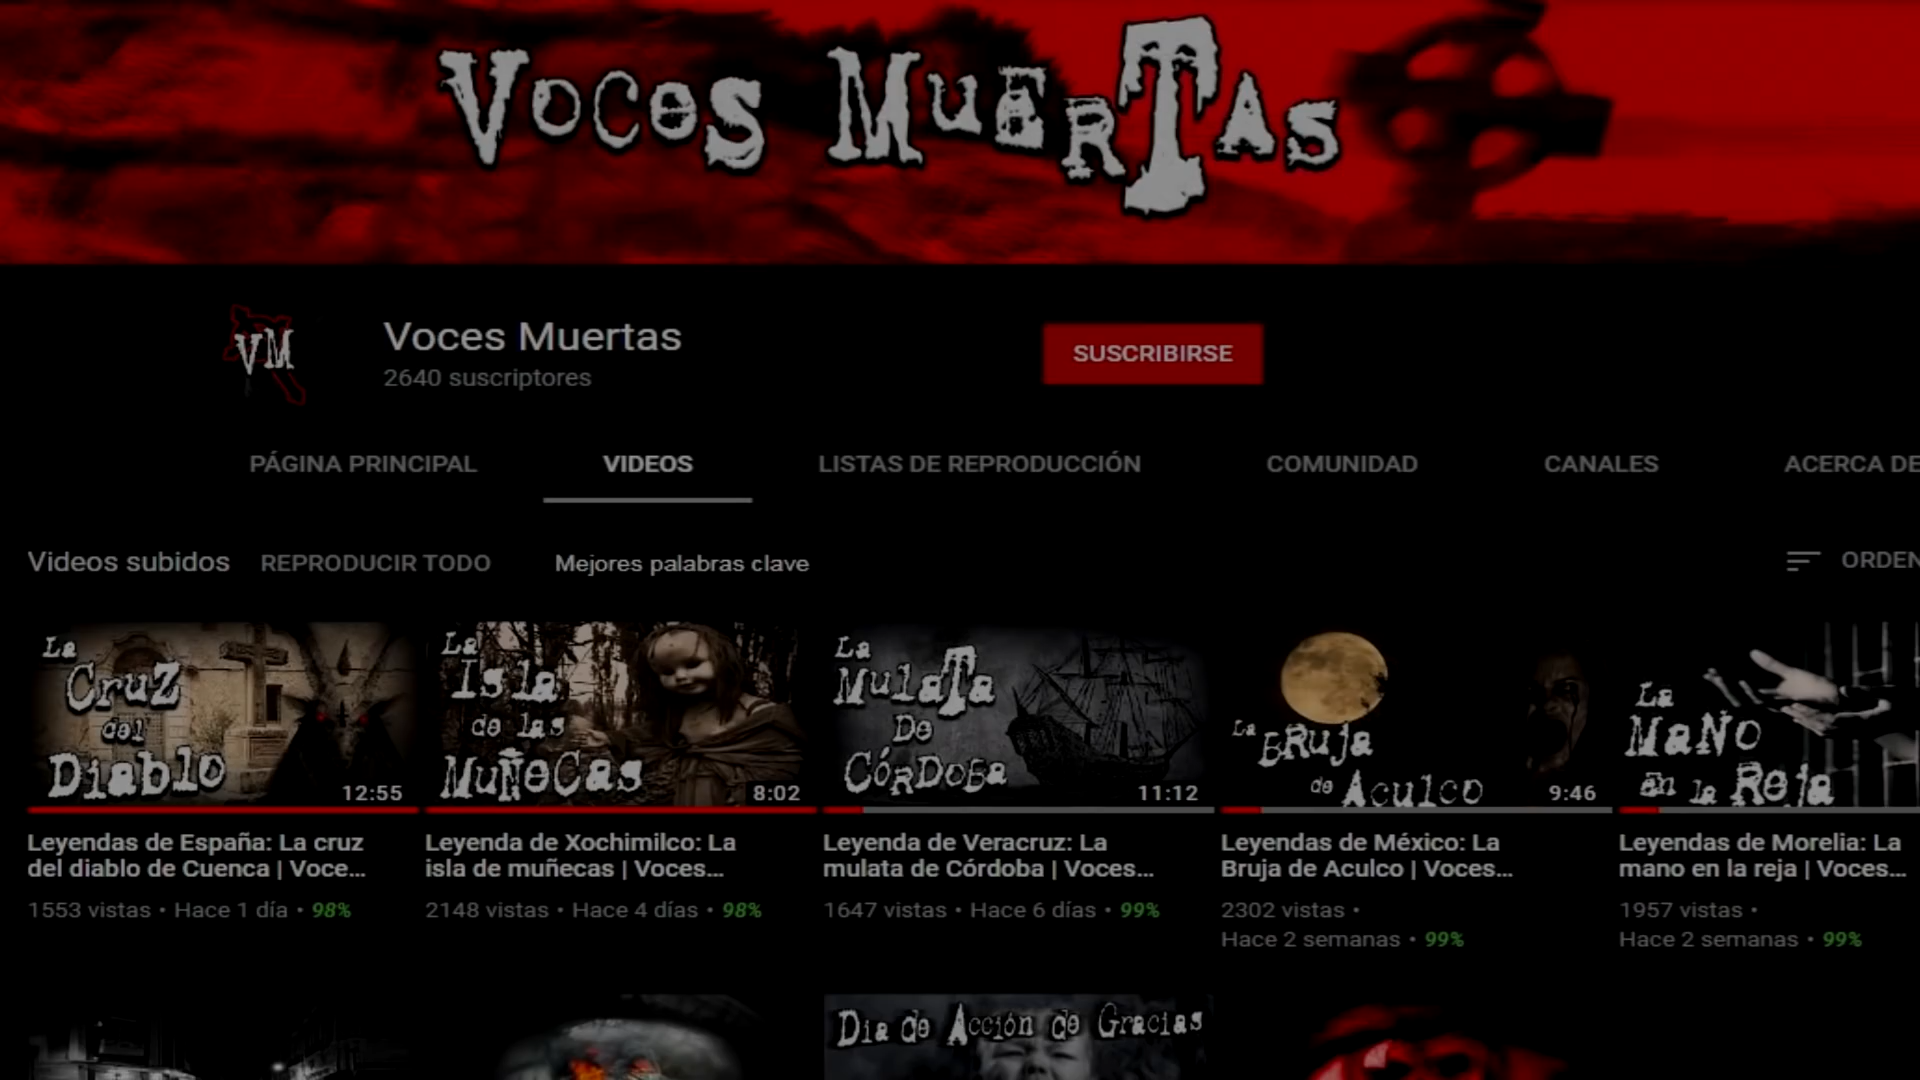 Voces Muertas
VM
Voces Muertas
2640 suscriptores
SUSCRIBIRSE
PÁGINA PRINCIPAL
VIDEOS
LISTAS DE REPRODUCCIÓN
COMUNIDAD
CANALES
ACERCA DE
Videos subidos
REPRODUCIR TODO
Mejores palabras clave
ORDEN
La
Cruz
del
Diablo
12:55
Leyendas de España: La cruz
del diablo de Cuenca | Voce...
1553 vistas • Hace 1 día • 98%
La
Isla
de las
Muñecas
8:02
Leyenda de Xochimilco: La
isla de muñecas | Voces...
2148 vistas • Hace 4 días • 98%
La
Mulata
De
Córdoba
11:12
Leyenda de Veracruz: La
mulata de Córdoba | Voces...
1647 vistas • Hace 6 días • 99%
La
Bruja
de Aculco
9:46
Leyendas de México: La
Bruja de Aculco | Voces...
2302 vistas •
Hace 2 semanas • 99%
La
Mano
en la Reja
Leyendas de Morelia: La
mano en la reja | Voces...
1957 vistas •
Hace 2 semanas • 99%
Dia de Acción de Gracias